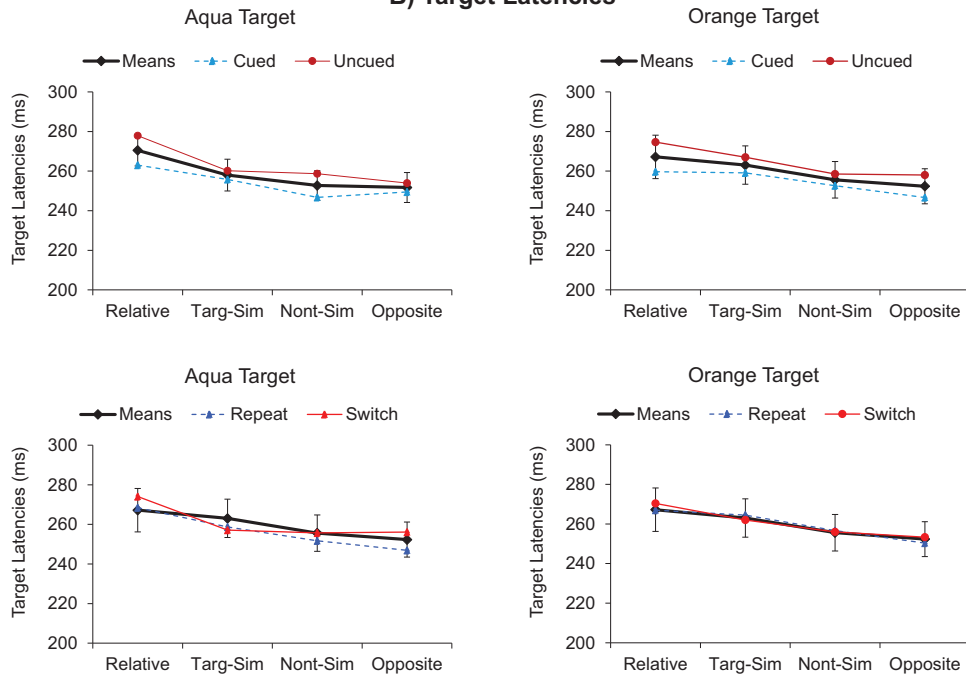 B) Target Latencies
Aqua Target
Means Cued Uncued
Target Latencies (ms)
300
280
260
240
220
200
Relative Targ-Sim Nont-Sim Opposite
Orange Target
Means Cued Uncued
Target Latencies (ms)
300
280
260
240
220
200
Relative Targ-Sim Nont-Sim Opposite
Aqua Target
Means Repeat Switch
Target Latencies (ms)
300
280
260
240
220
200
Relative Targ-Sim Nont-Sim Opposite
Orange Target
Means Repeat Switch
Target Latencies (ms)
300
280
260
240
220
200
Relative Targ-Sim Nont-Sim Opposite